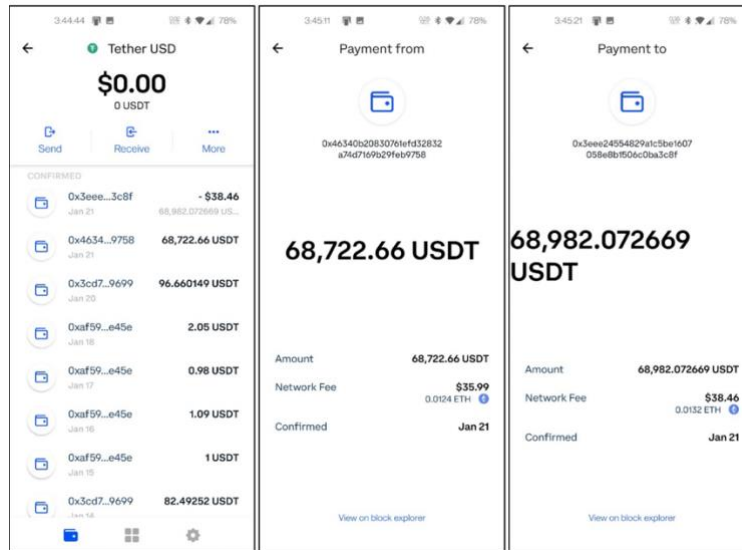 3:44:44 78%
Tether USD
$0.00
0 USDT
Send Receive More
CONFIRMED
0x3eee...3c8f - $38.46
Jan 21 68,982.072669 US...
0x4634...9758 68,722.66 USDT
Jan 21
0x3cd7...9699 96.660149 USDT
Jan 20
0xaf59...e45e 2.05 USDT
Jan 18
0xaf59...e45e 0.98 USDT
Jan 17
0xaf59...e45e 1.09 USDT
Jan 16
0xaf59...e45e 1 USDT
Jan 15
0x3cd7...9699 82.49252 USDT
Jan 14
3:45:11 78%
Payment from
0x46340b20830761efd32832
a74d7169b29feb9758
68,722.66 USDT
Amount 68,722.66 USDT
Network Fee $35.99
0.0124 ETH
Confirmed Jan 21
View on block explorer
3:45:21 78%
Payment to
0x3eee24554829a1c5be1607
058e8b1506c0ba3c8f
68,982.072669
USDT
Amount 68,982.072669 USDT
Network Fee $38.46
0.0132 ETH
Confirmed Jan 21
View on block explorer